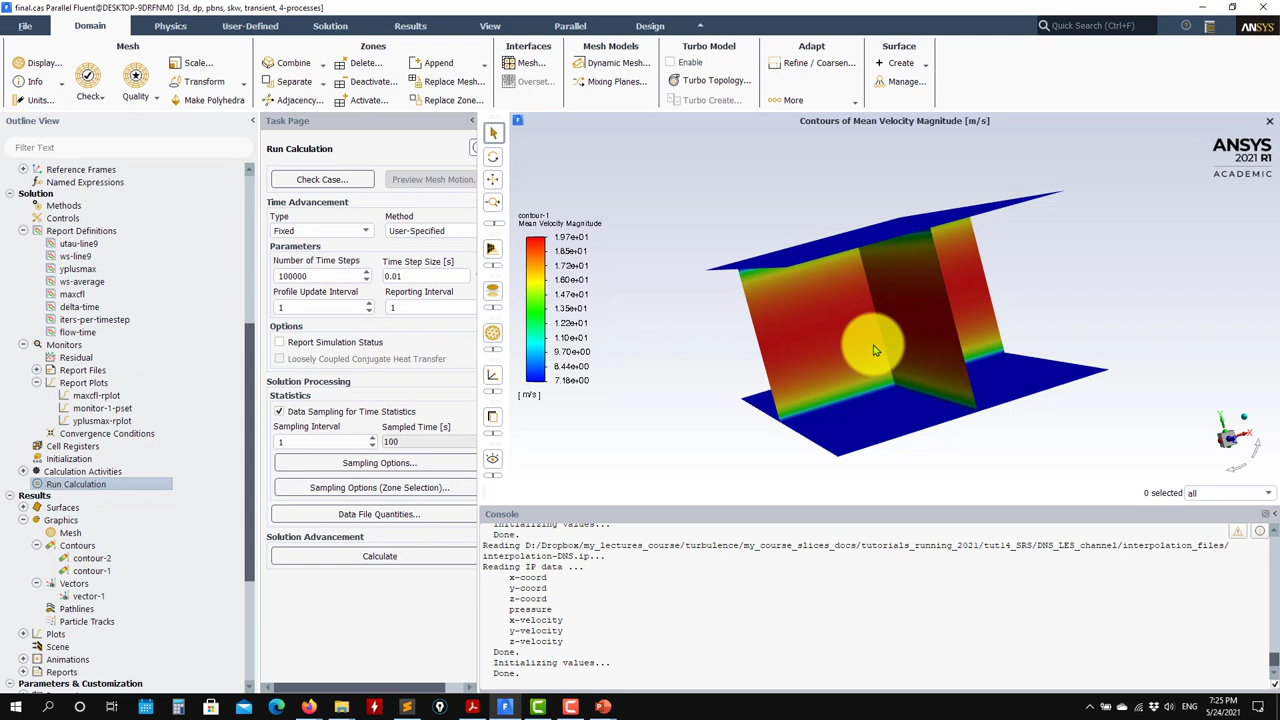 final.cas Parallel Fluent@DESKTOP-9DRFNM0 [3d, dp, pbns, skw, transient, 4-processes]
File Domain Physics User-Defined Solution Results View Parallel Design Quick Search (Ctrl+F) ANSYS
Mesh Zones Interfaces Mesh Models Turbo Model Adapt Surface
Display... Scale... Combine Delete... Append Mesh... Dynamic Mesh... Enable Refine / Coarsen... Create
Info Transform Separate Deactivate... Replace Mesh... Overset... Mixing Planes... Turbo Topology... Manage...
Units... Check Quality Make Polyhedra Adjacency... Activate... Replace Zone... Turbo Create... More
Outline View
Filter Text
Reference Frames
Named Expressions
Solution
Methods
Controls
Report Definitions
utau-line9
ws-line9
yplusmax
ws-average
maxcfl
delta-time
iters-per-timestep
flow-time
Monitors
Residual
Report Files
Report Plots
maxcfl-rplot
monitor-1-pset
yplusmax-rplot
Convergence Conditions
Cell Registers
Initialization
Calculation Activities
Run Calculation
Results
Surfaces
Graphics
Mesh
Contours
contour-2
contour-1
Vectors
vector-1
Pathlines
Particle Tracks
Plots
Scene
Animations
Reports
Parameters & Customization
Task Page
Run Calculation
Check Case... Preview Mesh Motion...
Time Advancement
Type Method
Fixed User-Specified
Parameters
Number of Time Steps Time Step Size [s]
100000 0.01
Profile Update Interval Reporting Interval
1 1
Options
Report Simulation Status
Loosely Coupled Conjugate Heat Transfer
Solution Processing
Statistics
Data Sampling for Time Statistics
Sampling Interval Sampled Time [s]
1 100
Sampling Options...
Sampling Options (Zone Selection)...
Data File Quantities...
Solution Advancement
Calculate
Contours of Mean Velocity Magnitude [m/s]
ANSYS
2021 R1
ACADEMIC
contour-1
Mean Velocity Magnitude
1.97e+01
1.85e+01
1.72e+01
1.60e+01
1.47e+01
1.35e+01
1.22e+01
1.10e+01
9.70e+00
8.44e+00
7.18e+00
[ m/s ]
Y
X
0 selected all
Console
Initializing values...
Done.
Reading D:/Dropbox/my_lectures_course/turbulence/my_course_slices_docs/tutorials_running_2021/tut14_SRS/DNS_LES_channel/interpolation_files/
interpolation-DNS.ip...
Reading IP data ...
x-coord
y-coord
z-coord
pressure
x-velocity
y-velocity
z-velocity
Done.
Initializing values...
Done.
ENG
7:25 PM
5/24/2021